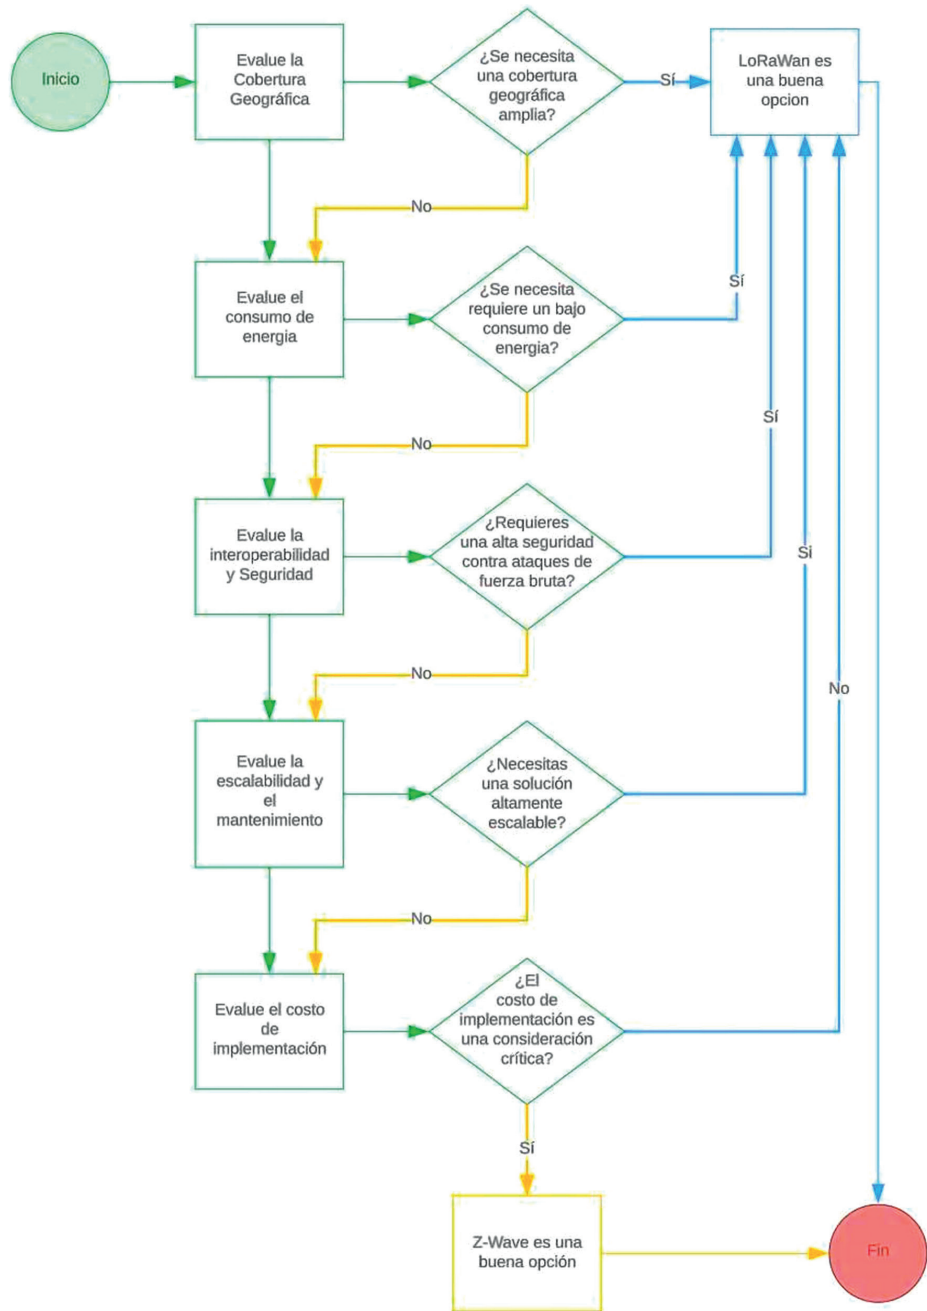 Inicio
Evalue la
Cobertura
Geográfica
¿Se necesita
una cobertura
geográfica
amplia?
Sí
LoRaWan es
una buena
opcion
No
Evalue el
consumo de
energia
¿Se necesita
requiere un bajo
consumo de
energia?
Sí
No
Sí
Evalue la
interoperabilidad
y Seguridad
¿Requieres
una alta seguridad
contra ataques de
fuerza bruta?
Si
No
No
Evalue la
escalabilidad y
el
mantenimiento
¿Necesitas
una solución
altamente
escalable?
No
Evalue el costo
de
implementación
¿El
costo de
implementación es
una consideración
crítica?
Sí
Z-Wave es una
buena opción
Fin